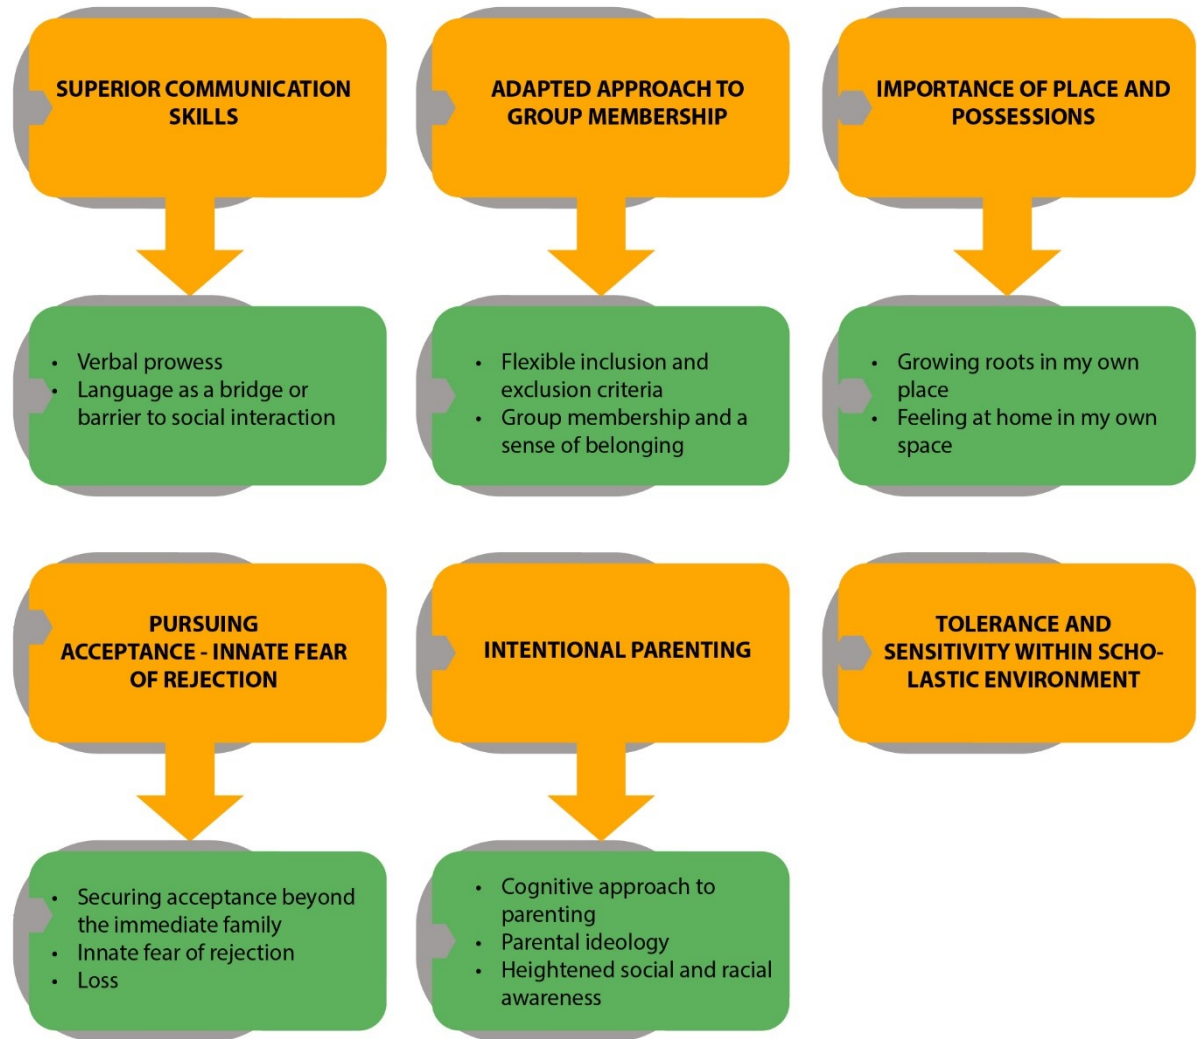 SUPERIOR COMMUNICATION
SKILLS
ADAPTED APPROACH TO
GROUP MEMBERSHIP
IMPORTANCE OF PLACE AND
POSSESSIONS
• Verbal prowess
• Language as a bridge or
barrier to social interaction
• Flexible inclusion and
exclusion criteria
• Group membership and a
sense of belonging
• Growing roots in my own
place
• Feeling at home in my own
space
PURSUING
ACCEPTANCE - INNATE FEAR
OF REJECTION
INTENTIONAL PARENTING
TOLERANCE AND
SENSITIVITY WITHIN SCHO-
LASTIC ENVIRONMENT
• Securing acceptance beyond
the immediate family
• Innate fear of rejection
• Loss
• Cognitive approach to
parenting
• Parental ideology
• Heightened social and racial
awareness